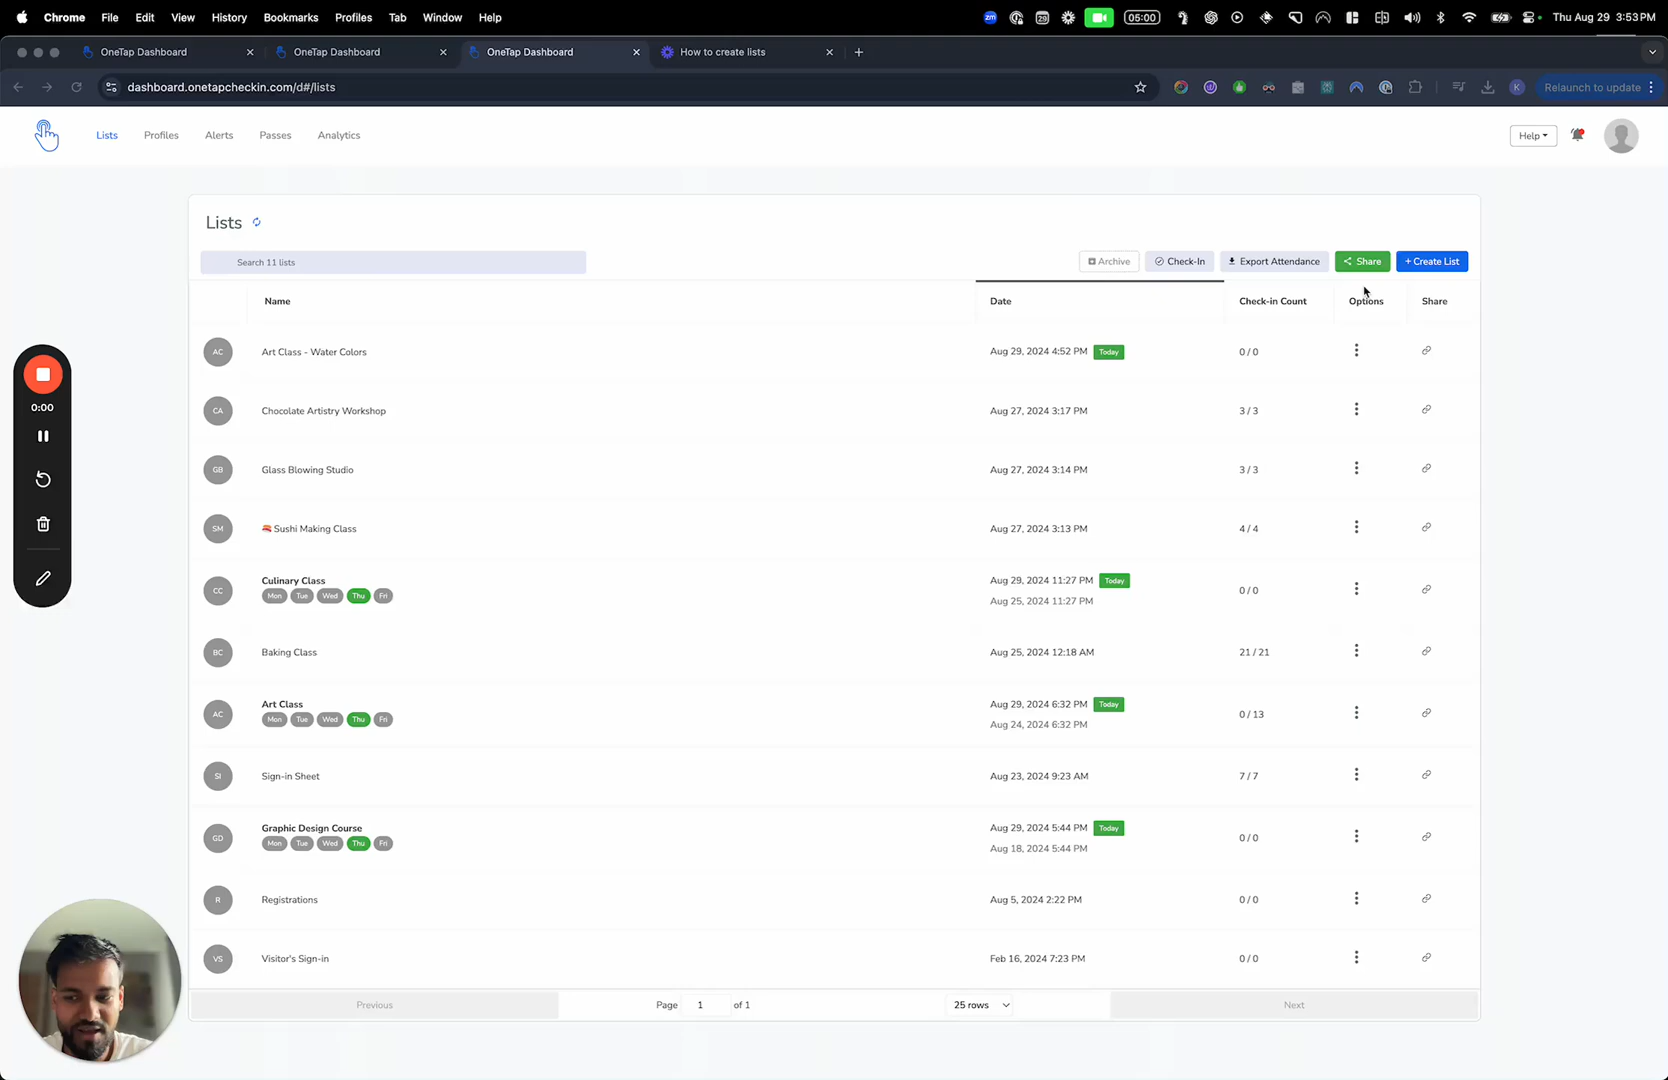 Chrome File Edit View History Bookmarks Profiles Tab Window Help zm 29 05:00 Thu Aug 29 3:53PM
OneTap Dashboard OneTap Dashboard OneTap Dashboard How to create lists
dashboard.onetapcheckin.com/d#/lists K Relaunch to update
Lists Profiles Alerts Passes Analytics Help
Lists
Search 11 lists Archive Check-In Export Attendance Share + Create List
Name Date Check-in Count Options Share
AC Art Class - Water Colors Aug 29, 2024 4:52 PM Today 0 / 0
CA Chocolate Artistry Workshop Aug 27, 2024 3:17 PM 3 / 3
GB Glass Blowing Studio Aug 27, 2024 3:14 PM 3 / 3
SM 🍣 Sushi Making Class Aug 27, 2024 3:13 PM 4 / 4
CC Culinary Class Aug 29, 2024 11:27 PM Today 0 / 0
Mon Tue Wed Thu Fri Aug 25, 2024 11:27 PM
BC Baking Class Aug 25, 2024 12:18 AM 21 / 21
AC Art Class Aug 29, 2024 6:32 PM Today 0 / 13
Mon Tue Wed Thu Fri Aug 24, 2024 6:32 PM
SI Sign-in Sheet Aug 23, 2024 9:23 AM 7 / 7
GD Graphic Design Course Aug 29, 2024 5:44 PM Today 0 / 0
Mon Tue Wed Thu Fri Aug 18, 2024 5:44 PM
R Registrations Aug 5, 2024 2:22 PM 0 / 0
VS Visitor's Sign-in Feb 16, 2024 7:23 PM 0 / 0
Previous Page 1 of 1 25 rows Next
0:00